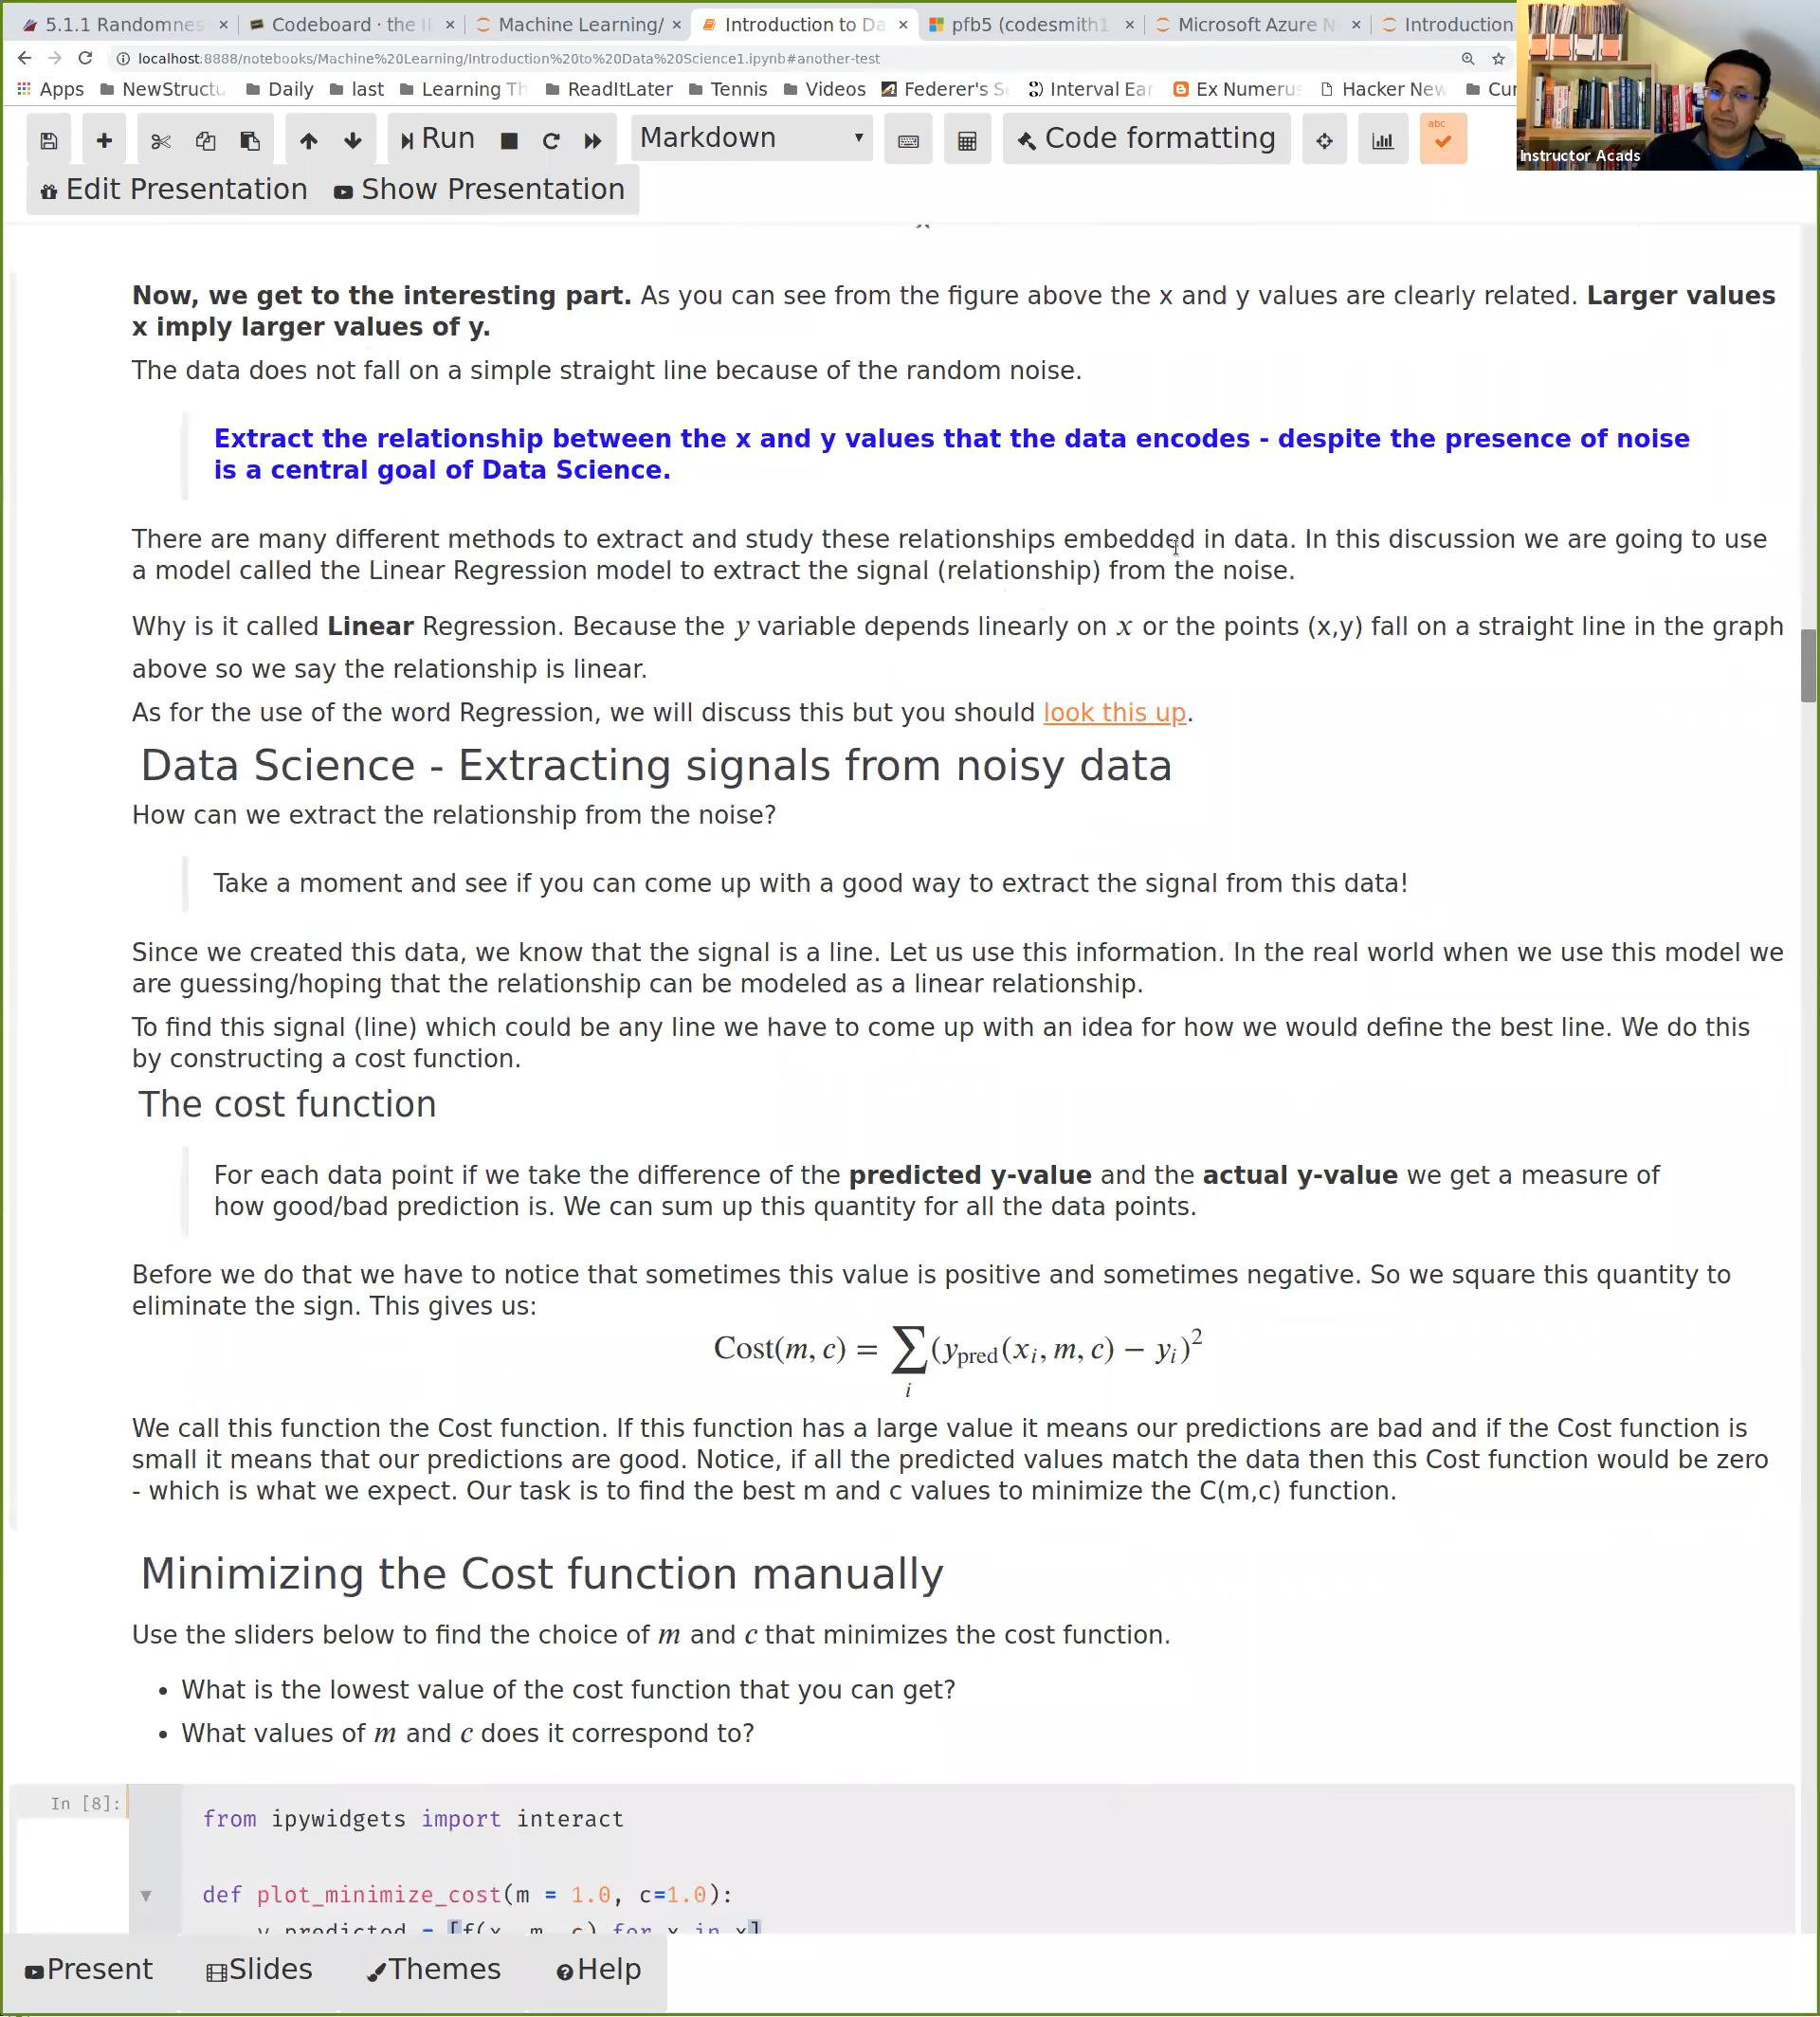 5.1.1 Randomnes
Codeboard · the I
Machine Learning/
Introduction to Da
pfb5 (codesmith1
Microsoft Azure N
Introduction
localhost:8888/notebooks/Machine%20Learning/Introduction%20to%20Data%20Science1.ipynb#another-test
Apps NewStructu Daily last Learning Th ReadItLater Tennis Videos Federer's S Interval Ear Ex Numerus Hacker New Cur
Run Markdown Code formatting abc
Instructor Acads
Edit Presentation Show Presentation
Now, we get to the interesting part. As you can see from the figure above the x and y values are clearly related. Larger values
x imply larger values of y.
The data does not fall on a simple straight line because of the random noise.
Extract the relationship between the x and y values that the data encodes - despite the presence of noise
is a central goal of Data Science.
There are many different methods to extract and study these relationships embedded in data. In this discussion we are going to use
a model called the Linear Regression model to extract the signal (relationship) from the noise.
Why is it called Linear Regression. Because the y variable depends linearly on x or the points (x,y) fall on a straight line in the graph
above so we say the relationship is linear.
As for the use of the word Regression, we will discuss this but you should look this up.
Data Science - Extracting signals from noisy data
How can we extract the relationship from the noise?
Take a moment and see if you can come up with a good way to extract the signal from this data!
Since we created this data, we know that the signal is a line. Let us use this information. In the real world when we use this model we
are guessing/hoping that the relationship can be modeled as a linear relationship.
To find this signal (line) which could be any line we have to come up with an idea for how we would define the best line. We do this
by constructing a cost function.
The cost function
For each data point if we take the difference of the predicted y-value and the actual y-value we get a measure of
how good/bad prediction is. We can sum up this quantity for all the data points.
Before we do that we have to notice that sometimes this value is positive and sometimes negative. So we square this quantity to
eliminate the sign. This gives us:
Cost(m, c) = ∑_i (y_pred(x_i, m, c) − y_i)^2
We call this function the Cost function. If this function has a large value it means our predictions are bad and if the Cost function is
small it means that our predictions are good. Notice, if all the predicted values match the data then this Cost function would be zero
- which is what we expect. Our task is to find the best m and c values to minimize the C(m,c) function.
Minimizing the Cost function manually
Use the sliders below to find the choice of m and c that minimizes the cost function.
• What is the lowest value of the cost function that you can get?
• What values of m and c does it correspond to?
In [8]:
from ipywidgets import interact
def plot_minimize_cost(m = 1.0, c=1.0):
y_predicted = [f(x, m, c) for x in x]
Present Slides Themes Help